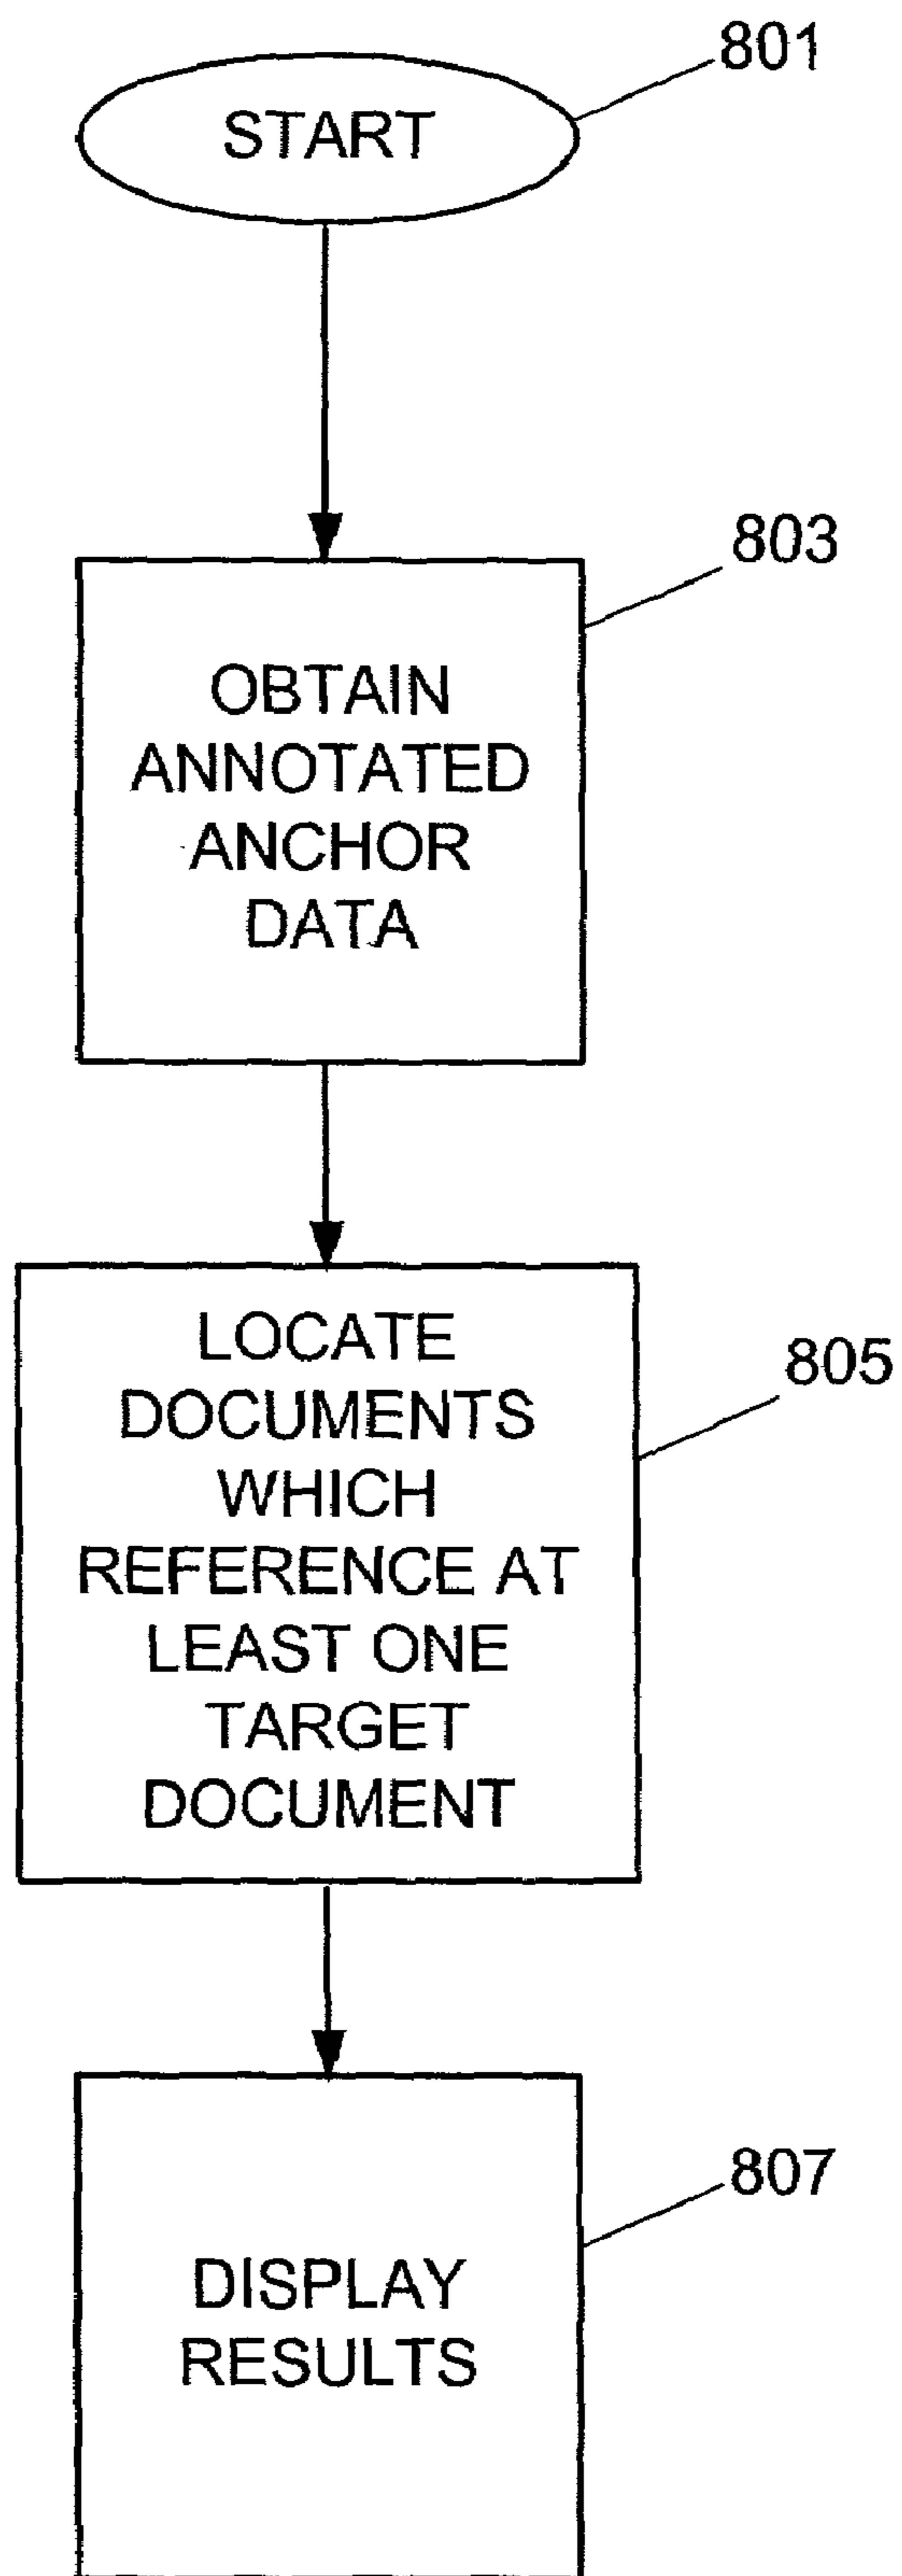 801
START
803
OBTAIN
ANNOTATED
ANCHOR
DATA
805
LOCATE
DOCUMENTS
WHICH
REFERENCE AT
LEAST ONE
TARGET
DOCUMENT
807
DISPLAY
RESULTS